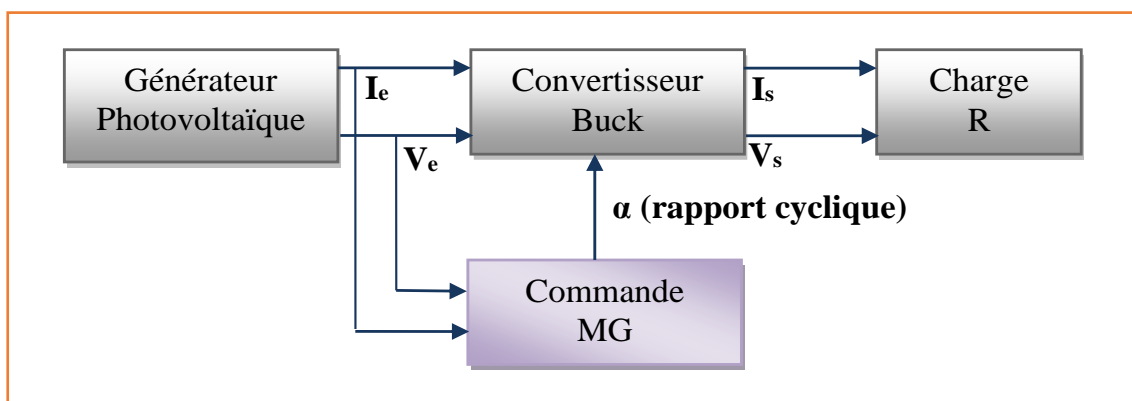 Générateur
Photovoltaïque
Ie
Ve
Convertisseur
Buck
Is
Vs
Charge
R
α (rapport cyclique)
Commande
MG